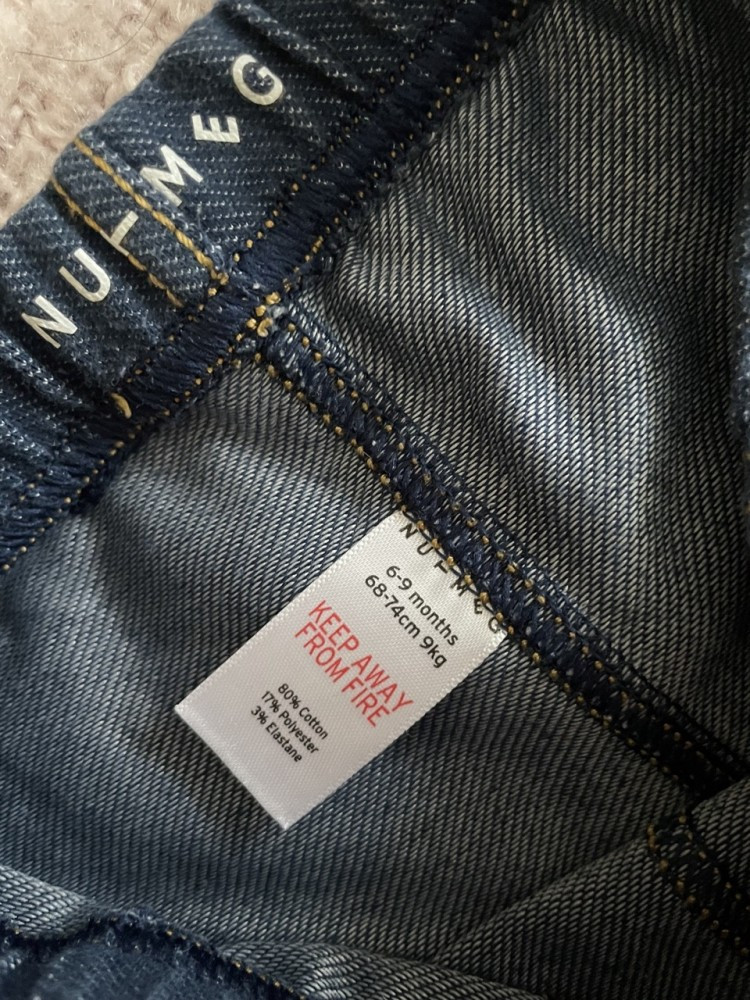 NUTMEG
NUTMEG
6-9 months
68-74cm 9kg
KEEP AWAY
FROM FIRE
80% Cotton
17% Polyester
3% Elastane